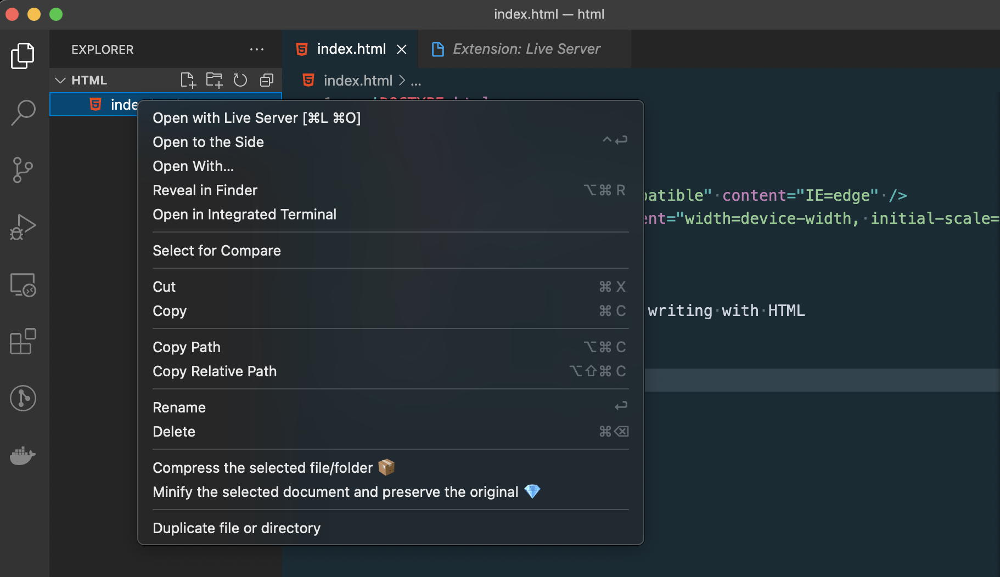 index.html — html
EXPLORER
index.html
Extension: Live Server
HTML
index.html > ...
Open with Live Server [⌘L ⌘O]
Open to the Side ^ ↩
Open With...
Reveal in Finder ⌥⌘ R
Open in Integrated Terminal
patible" content="IE=edge" />
ent="width=device-width, initial-scale=
Select for Compare
Cut ⌘ X
Copy ⌘ C
writing with HTML
Copy Path ⌥⌘ C
Copy Relative Path ⌥⇧⌘ C
Rename ↩
Delete ⌘⌫
Compress the selected file/folder 📦
Minify the selected document and preserve the original 💎
Duplicate file or directory